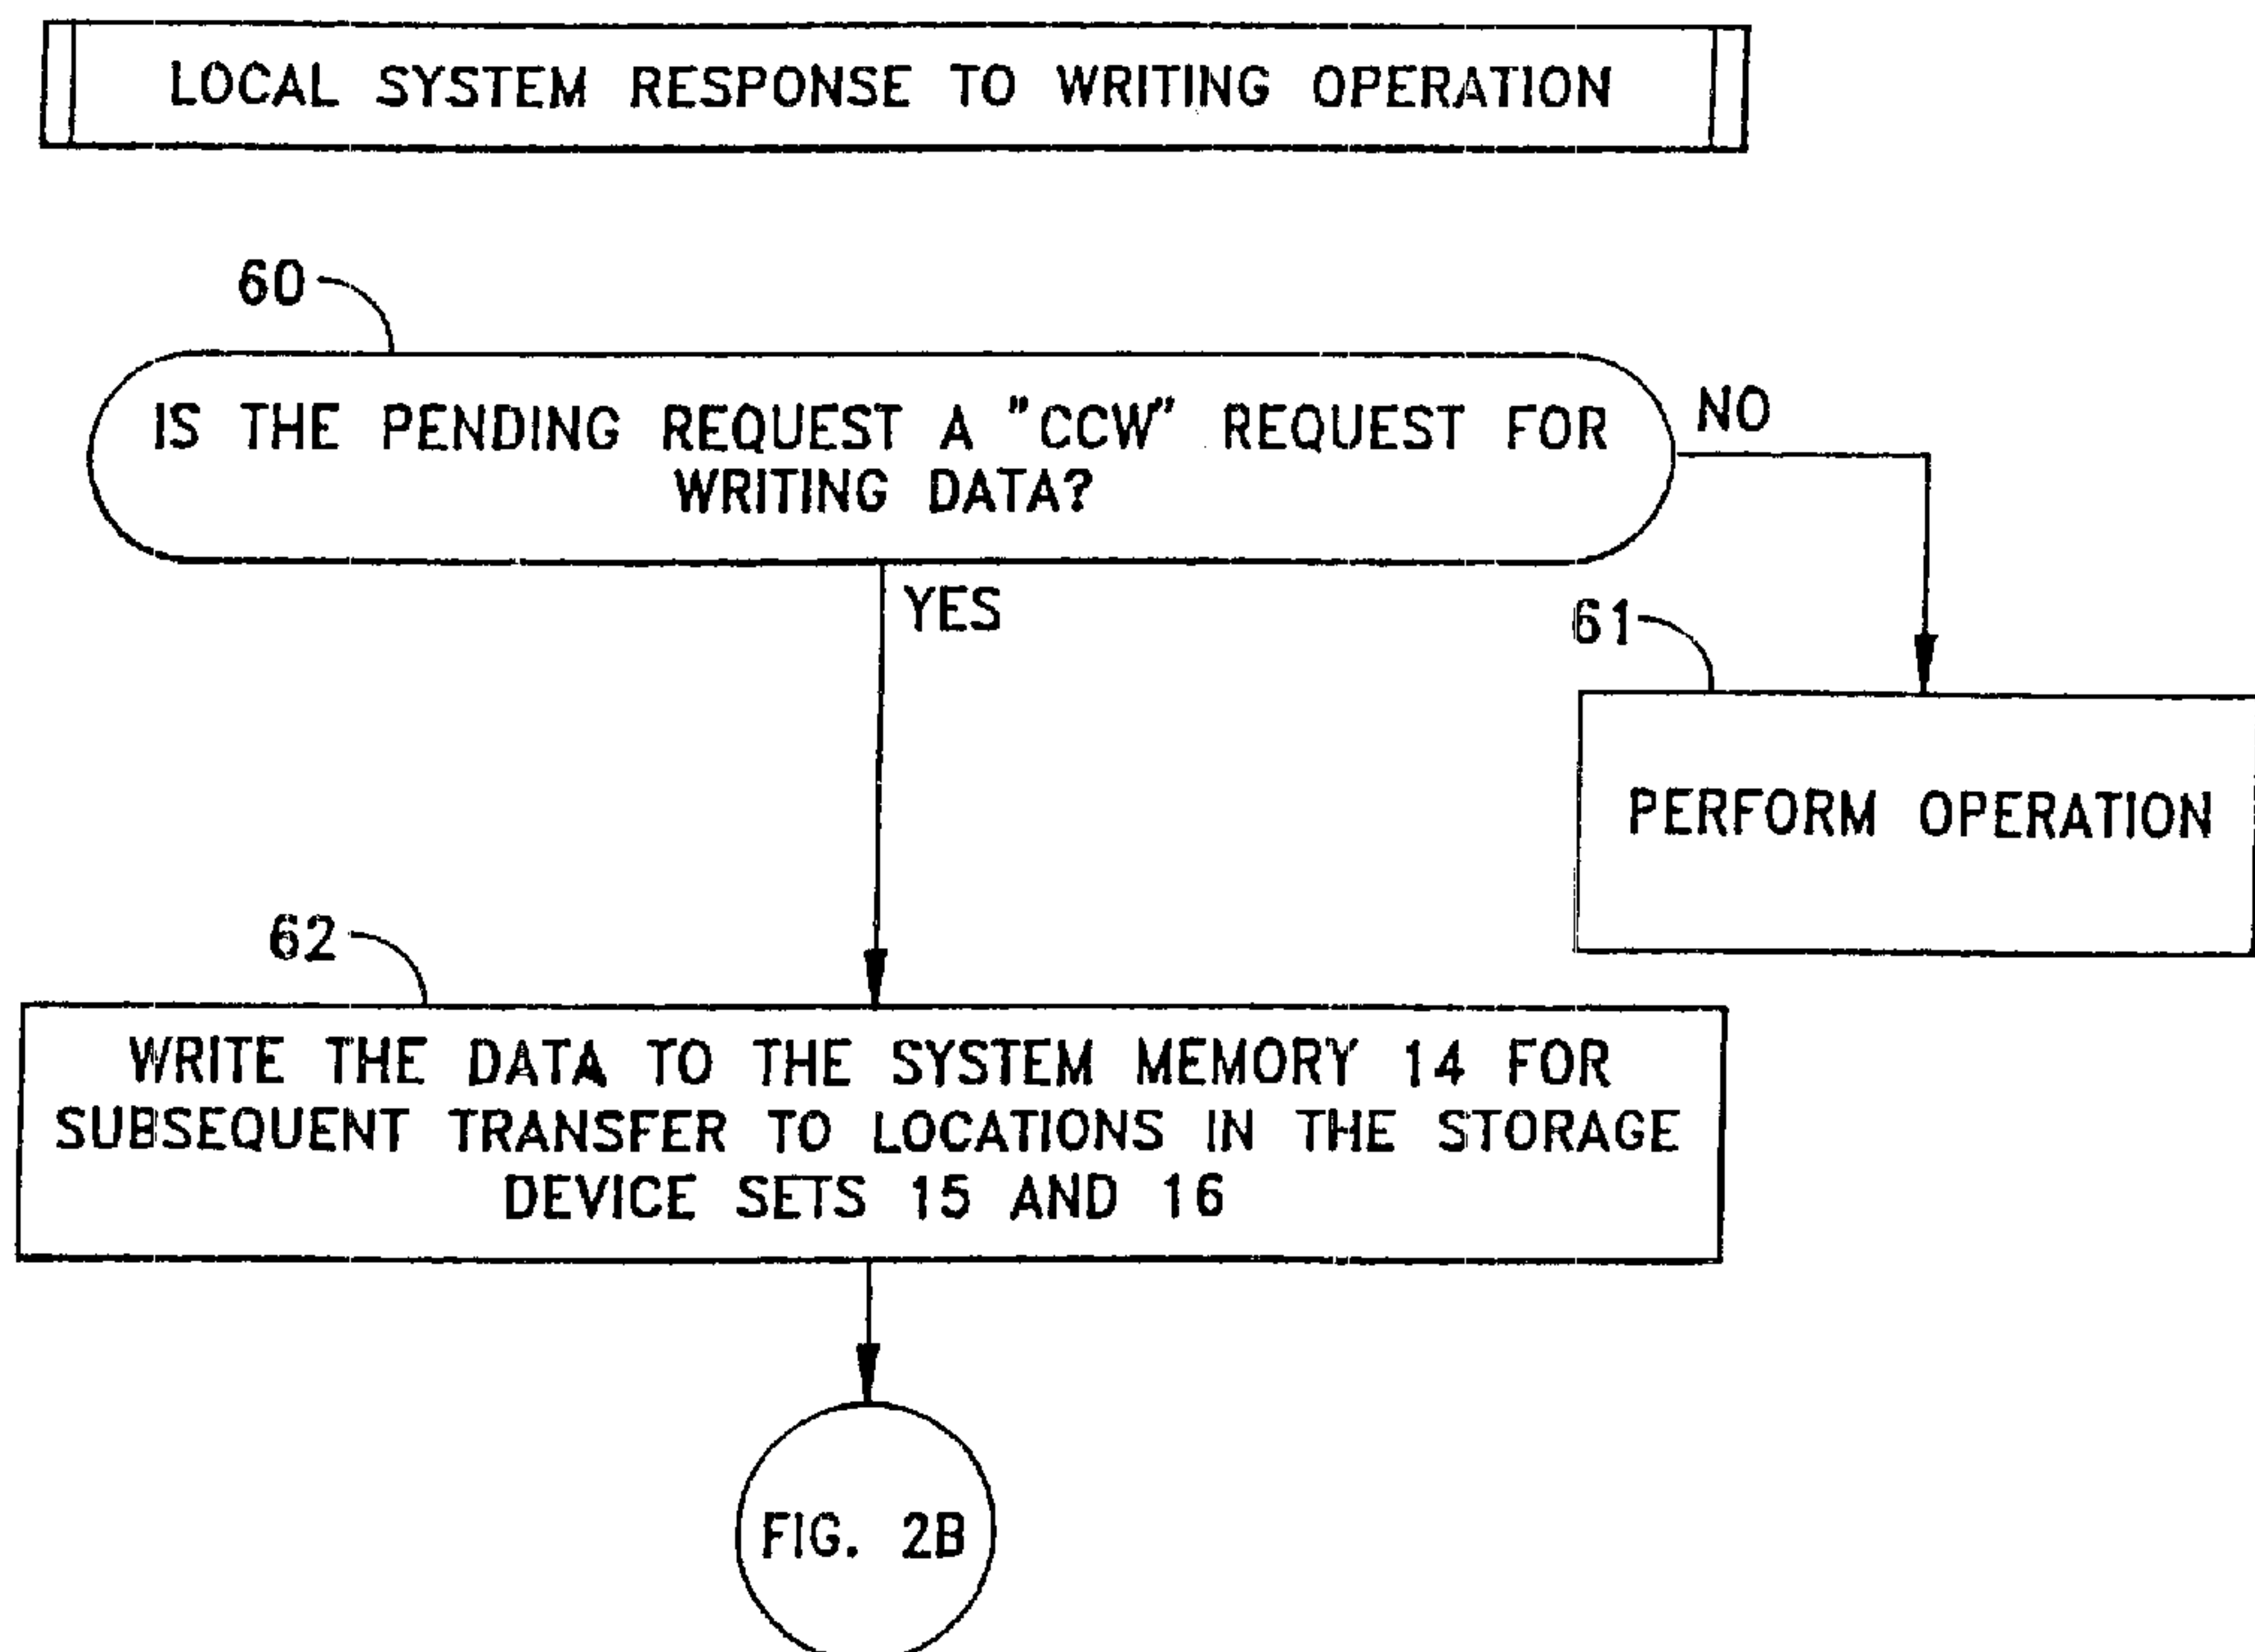 LOCAL SYSTEM RESPONSE TO WRITING OPERATION
60
IS THE PENDING REQUEST A "CCW" REQUEST FOR
WRITING DATA?
NO
YES
61
PERFORM OPERATION
62
WRITE THE DATA TO THE SYSTEM MEMORY 14 FOR
SUBSEQUENT TRANSFER TO LOCATIONS IN THE STORAGE
DEVICE SETS 15 AND 16
FIG. 2B